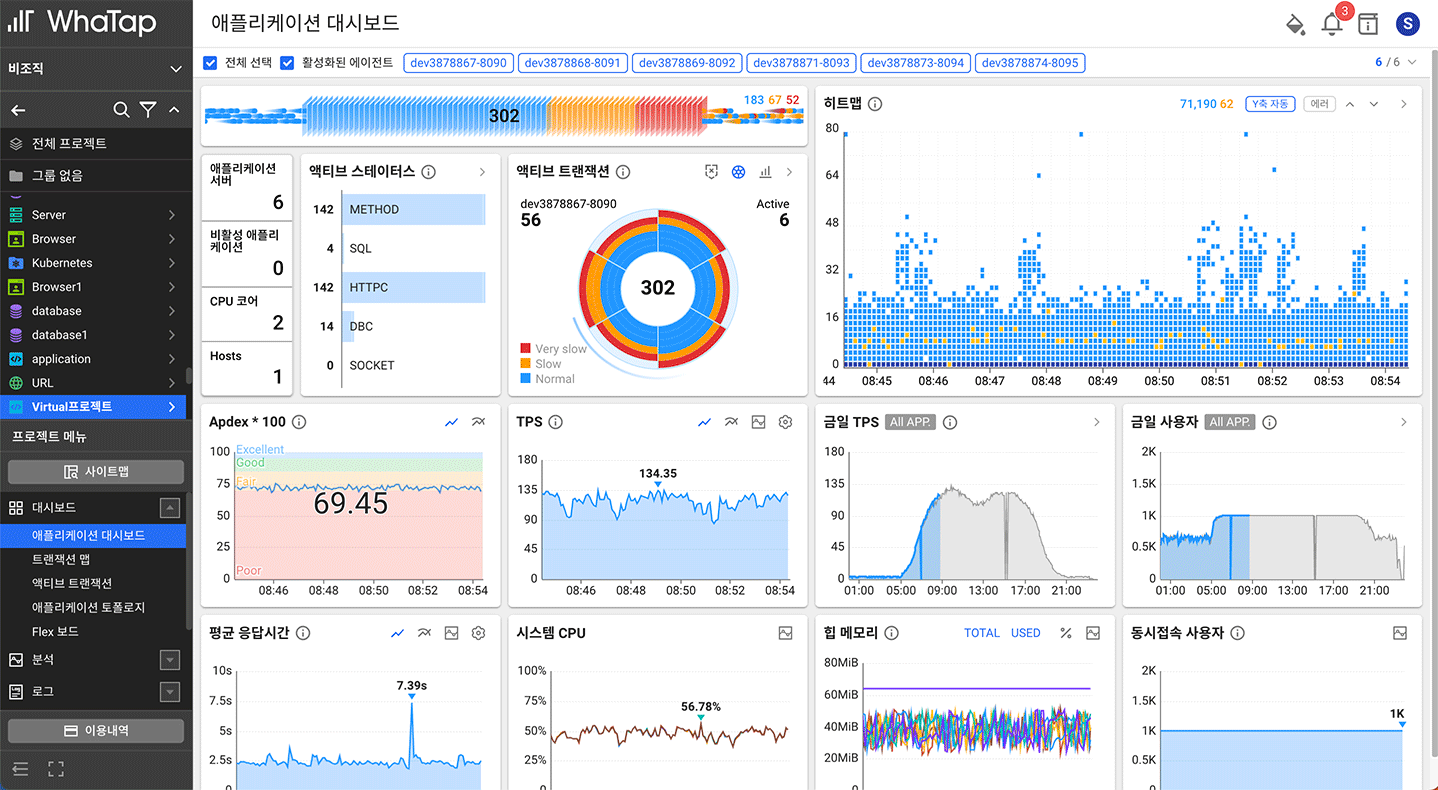 WhaTap
애플리케이션 대시보드
3
S
비조직
전체 선택
활성화된 에이전트
dev3878867-8090
dev3878868-8091
dev3878869-8092
dev3878871-8093
dev3878873-8094
dev3878874-8095
6 / 6
전체 프로젝트
그룹 없음
Server
Browser
Kubernetes
Browser1
database
database1
application
URL
Virtual프로젝트
프로젝트 메뉴
사이트맵
대시보드
애플리케이션 대시보드
트랜잭션 맵
액티브 트랜잭션
애플리케이션 토폴로지
Flex 보드
분석
로그
이용내역
183 67 52
302
애플리케이션
서버
6
비활성 애플리
케이션
0
CPU 코어
2
Hosts
1
액티브 스테이터스
142 METHOD
4 SQL
142 HTTPC
14 DBC
0 SOCKET
액티브 트랜잭션
dev3878867-8090
56
Active
6
302
Very slow
Slow
Normal
히트맵
71,190 62
Y축 자동
에러
80
64
48
32
16
0
44 08:45 08:46 08:47 08:48 08:49 08:50 08:51 08:52 08:53 08:54
Apdex * 100
100
75
50
25
0
Excellent
Good
Fair
Poor
69.45
08:46 08:48 08:50 08:52 08:54
TPS
180
135
90
45
0
134.35
08:46 08:48 08:50 08:52 08:54
금일 TPS All APP.
180
135
90
45
0
01:00 05:00 09:00 13:00 17:00 21:00
금일 사용자 All APP.
2K
1.5K
1K
0.5K
0
01:00 05:00 09:00 13:00 17:00 21:00
평균 응답시간
10s
7.5s
5s
2.5s
0
7.39s
시스템 CPU
100%
75%
50%
25%
0
56.78%
힙 메모리
TOTAL USED %
80MiB
60MiB
40MiB
20MiB
0
동시접속 사용자
2K
1.5K
1K
0.5K
0
1K